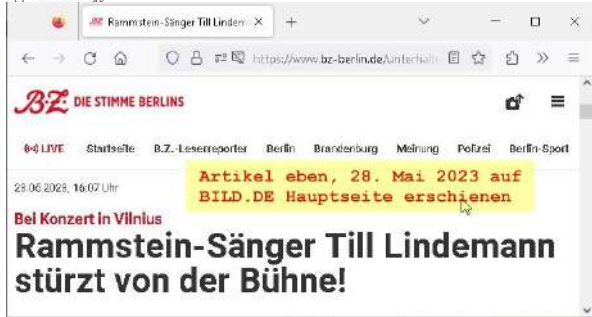 Rammstein-Sänger Till Lindem
https://www.bz-berlin.de/unterhalt
B.Z. DIE STIMME BERLINS
LIVE Startseite B.Z.-Leserreporter Berlin Brandenburg Meinung Polizei Berlin-Sport
Artikel eben, 28. Mai 2023 auf
BILD.DE Hauptseite erschienen
28.05.2023, 16:07 Uhr
Bei Konzert in Vilnius
Rammstein-Sänger Till Lindemann
stürzt von der Bühne!